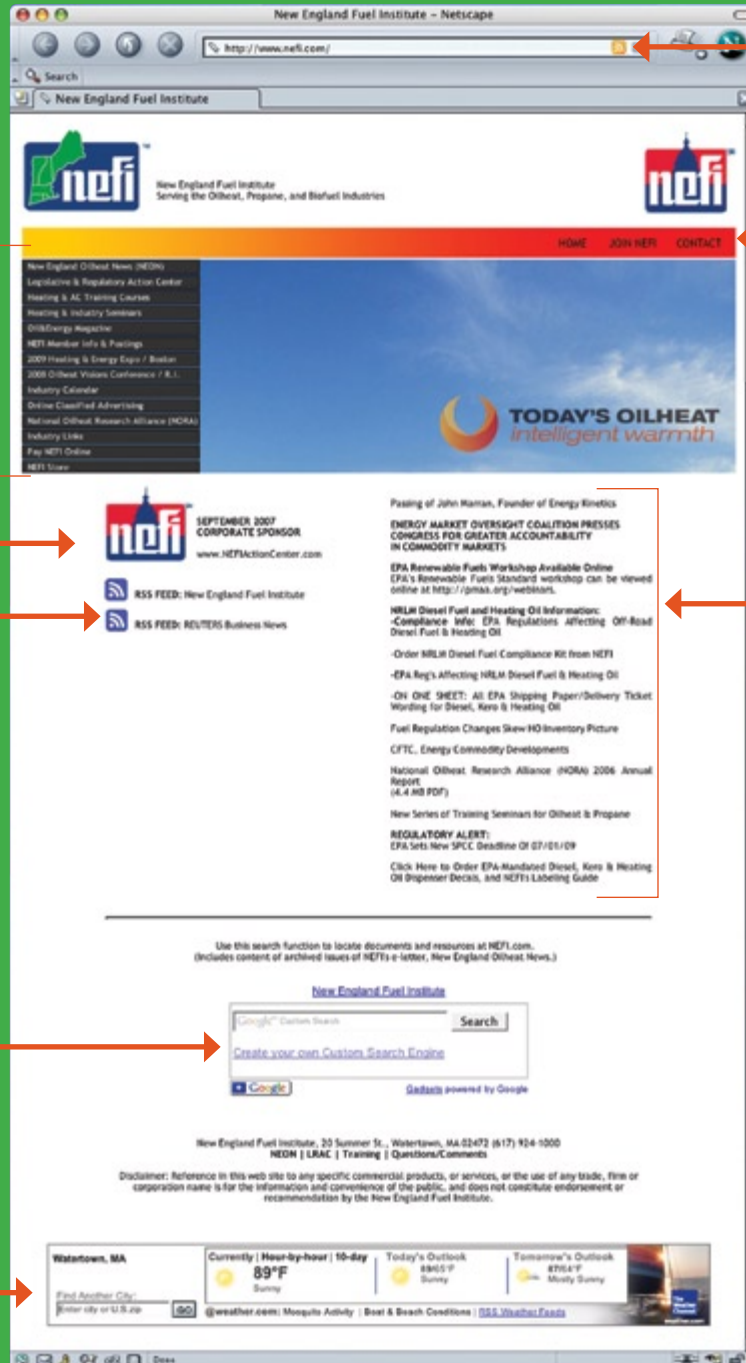 New England Fuel Institute – Netscape
http://www.nefi.com/
Search
New England Fuel Institute
nefi™
New England Fuel Institute
Serving the Oilheat, Propane, and Biofuel Industries
nefi™
HOME JOIN NEFI CONTACT
New England Oilheat News (NEON)
Legislative & Regulatory Action Center
Heating & AC Training Courses
Heating & Industry Seminars
Oil&Energy Magazine
NEFI Member Info & Postings
2009 Heating & Energy Expo / Boston
2008 Oilheat Visions Conference / R.I.
Industry Calendar
Online Classified Advertising
National Oilheat Research Alliance (NORA)
Industry Links
Pay NEFI Online
NEFI Store
TODAY'S OILHEAT
intelligent warmth
nefi™
SEPTEMBER 2007
CORPORATE SPONSOR
www.NEFIActionCenter.com
RSS FEED: New England Fuel Institute
RSS FEED: REUTERS Business News
Passing of John Marran, Founder of Energy Kinetics
ENERGY MARKET OVERSIGHT COALITION PRESSES
CONGRESS FOR GREATER ACCOUNTABILITY
IN COMMODITY MARKETS
EPA Renewable Fuels Workshop Available Online
EPA's Renewable Fuels Standard workshop can be viewed
online at http://pmaa.org/webinars.
NRLM Diesel Fuel and Heating Oil Information:
-Compliance Info: EPA Regulations Affecting Off-Road
Diesel Fuel & Heating Oil
-Order NRLM Diesel Fuel Compliance Kit from NEFI
-EPA Reg's Affecting NRLM Diesel Fuel & Heating Oil
-ON ONE SHEET: All EPA Shipping Paper/Delivery Ticket
Wording for Diesel, Kero & Heating Oil
Fuel Regulation Changes Skew HO Inventory Picture
CFTC, Energy Commodity Developments
National Oilheat Research Alliance (NORA) 2006 Annual
Report
(4.4 MB PDF)
New Series of Training Seminars for Oilheat & Propane
REGULATORY ALERT:
EPA Sets New SPCC Deadline Of 07/01/09
Click Here to Order EPA-Mandated Diesel, Kero & Heating
Oil Dispenser Decals, and NEFI's Labeling Guide
Use this search function to locate documents and resources at NEFI.com.
(Includes content of archived issues of NEFI's e-letter, New England Oilheat News.)
New England Fuel Institute
Google™ Custom Search Search
Create your own Custom Search Engine
+ Google Gadgets powered by Google
New England Fuel Institute, 20 Summer St., Watertown, MA 02472 (617) 924-1000
NEON | LRAC | Training | Questions/Comments
Disclaimer: Reference in this web site to any specific commercial products, or services, or the use of any trade, firm or
corporation name is for the information and convenience of the public, and does not constitute endorsement or
recommendation by the New England Fuel Institute.
Watertown, MA
Find Another City:
Enter city or U.S. zip GO
Currently | Hour-by-hour | 10-day
89°F
Sunny
Today's Outlook
Sunny
Tomorrow's Outlook
Mostly Sunny
@weather.com: Mosquito Activity | Boat & Beach Conditions | RSS Weather Feeds
The Weather Channel
weather.com
Done